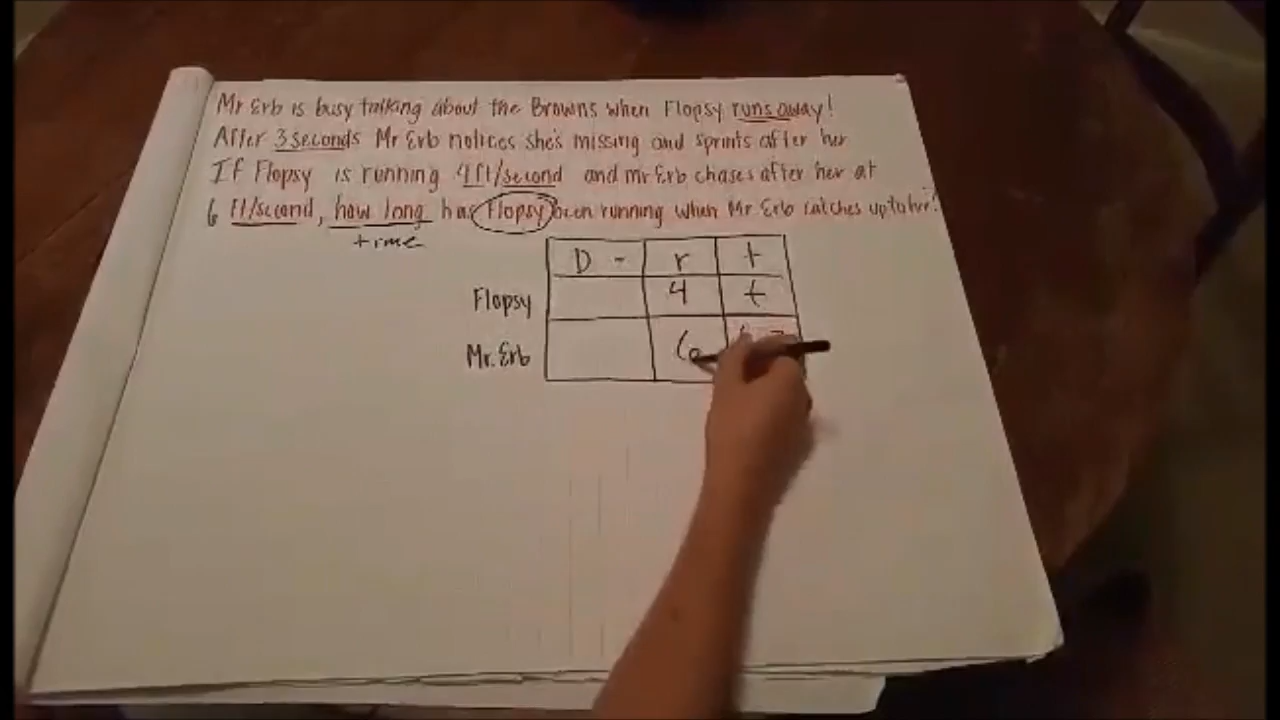 Mr Erb is busy talking about the Browns when Flopsy runs away!
After 3 seconds Mr Erb notices she's missing and sprints after her
If Flopsy is running 4 ft/second and mr Erb chases after her at
6 ft/second, how long has Flopsy been running when Mr Erb catches up to her?
time
D = r t
Flopsy 4 t
Mr. Erb 6